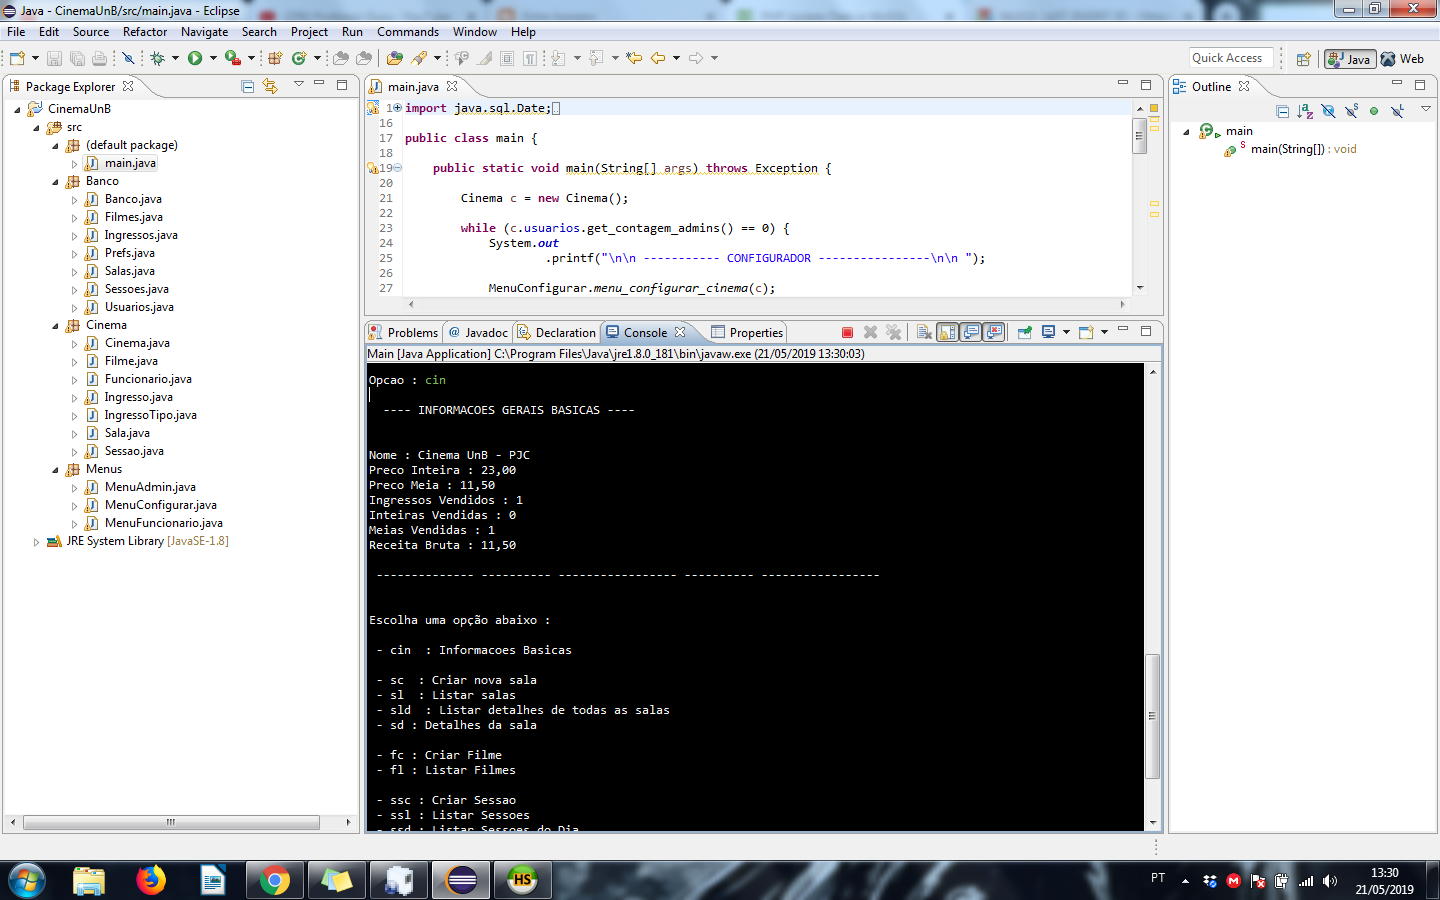 Java - CinemaUnB/src/main.java - Eclipse
File Edit Source Refactor Navigate Search Project Run Commands Window Help
Quick Access
Java
Web
Package Explorer
CinemaUnB
src
(default package)
main.java
Banco
Banco.java
Filmes.java
Ingressos.java
Prefs.java
Salas.java
Sessoes.java
Usuarios.java
Cinema
Cinema.java
Filme.java
Funcionario.java
Ingresso.java
IngressoTipo.java
Sala.java
Sessao.java
Menus
MenuAdmin.java
MenuConfigurar.java
MenuFuncionario.java
JRE System Library [JavaSE-1.8]
main.java
1 import java.sql.Date;
16
17 public class main {
18
19 public static void main(String[] args) throws Exception {
20
21 Cinema c = new Cinema();
22
23 while (c.usuarios.get_contagem_admins() == 0) {
24 System.out
25 .printf("\n\n ----------- CONFIGURADOR ----------------\n\n ");
26
27 MenuConfigurar.menu_configurar_cinema(c);
Problems @ Javadoc Declaration Console Properties
Main [Java Application] C:\Program Files\Java\jre1.8.0_181\bin\javaw.exe (21/05/2019 13:30:03)
Opcao : cin
---- INFORMACOES GERAIS BASICAS ----
Nome : Cinema UnB - PJC
Preco Inteira : 23,00
Preco Meia : 11,50
Ingressos Vendidos : 1
Inteiras Vendidas : 0
Meias Vendidas : 1
Receita Bruta : 11,50
-------------- ---------- ----------------- ---------- -----------------
Escolha uma opção abaixo :
- cin  : Informacoes Basicas
- sc  : Criar nova sala
- sl  : Listar salas
- sld  : Listar detalhes de todas as salas
- sd : Detalhes da sala
- fc : Criar Filme
- fl : Listar Filmes
- ssc : Criar Sessao
- ssl : Listar Sessoes
- ssd : Listar Sessoes do Dia
Outline
main
main(String[]) : void
HS
PT
13:30
21/05/2019